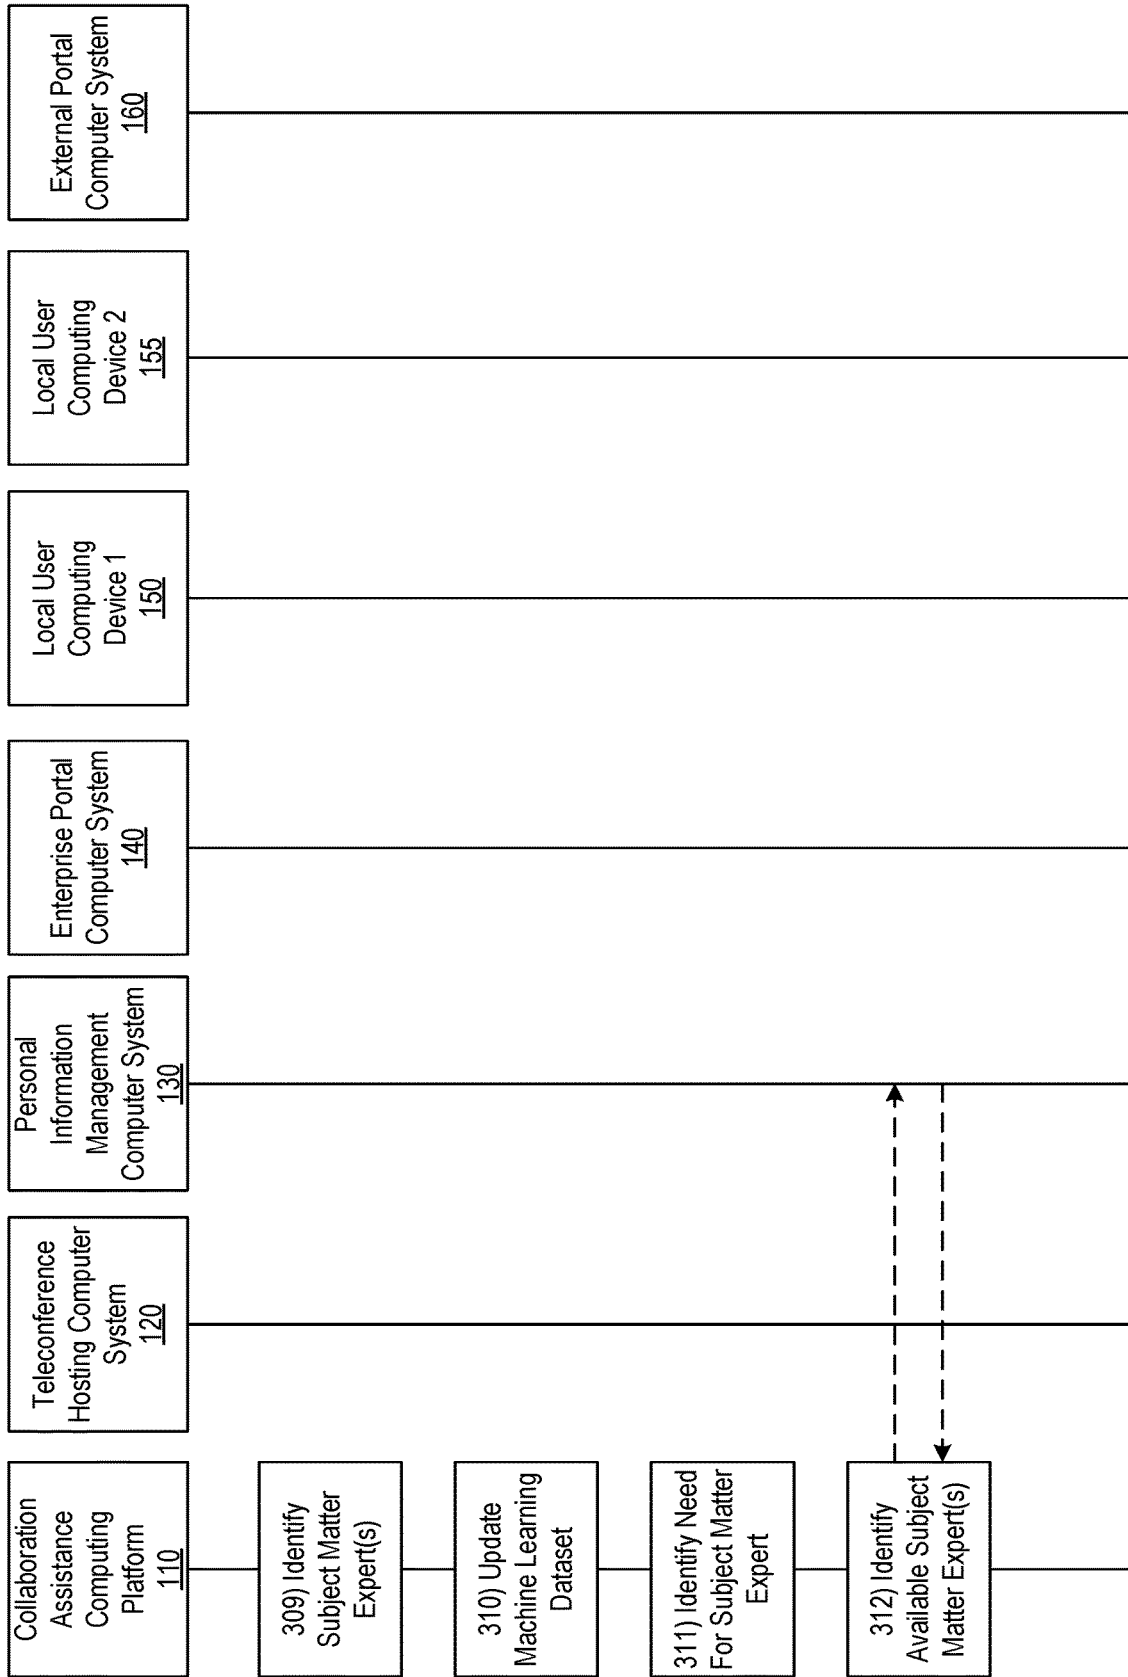 Collaboration
Assistance
Computing
Platform
110
Teleconference
Hosting Computer
System
120
Personal
Information
Management
Computer System
130
Enterprise Portal
Computer System
140
Local User
Computing
Device 1
150
Local User
Computing
Device 2
155
External Portal
Computer System
160
309) Identify
Subject Matter
Expert(s)
310) Update
Machine Learning
Dataset
311) Identify Need
For Subject Matter
Expert
312) Identify
Available Subject
Matter Expert(s)